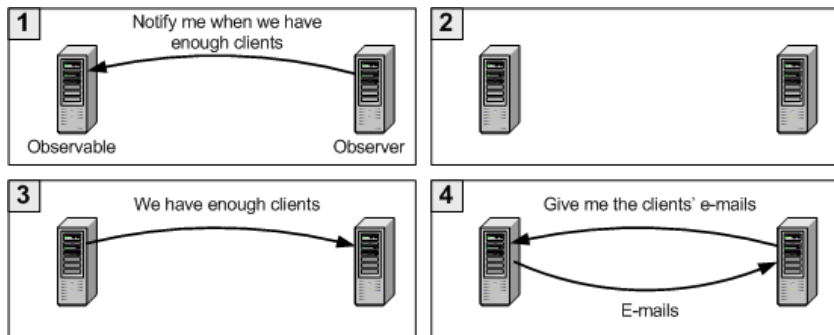 1
Notify me when we have
enough clients
Observable
Observer
2
3
We have enough clients
4
Give me the clients' e-mails
E-mails